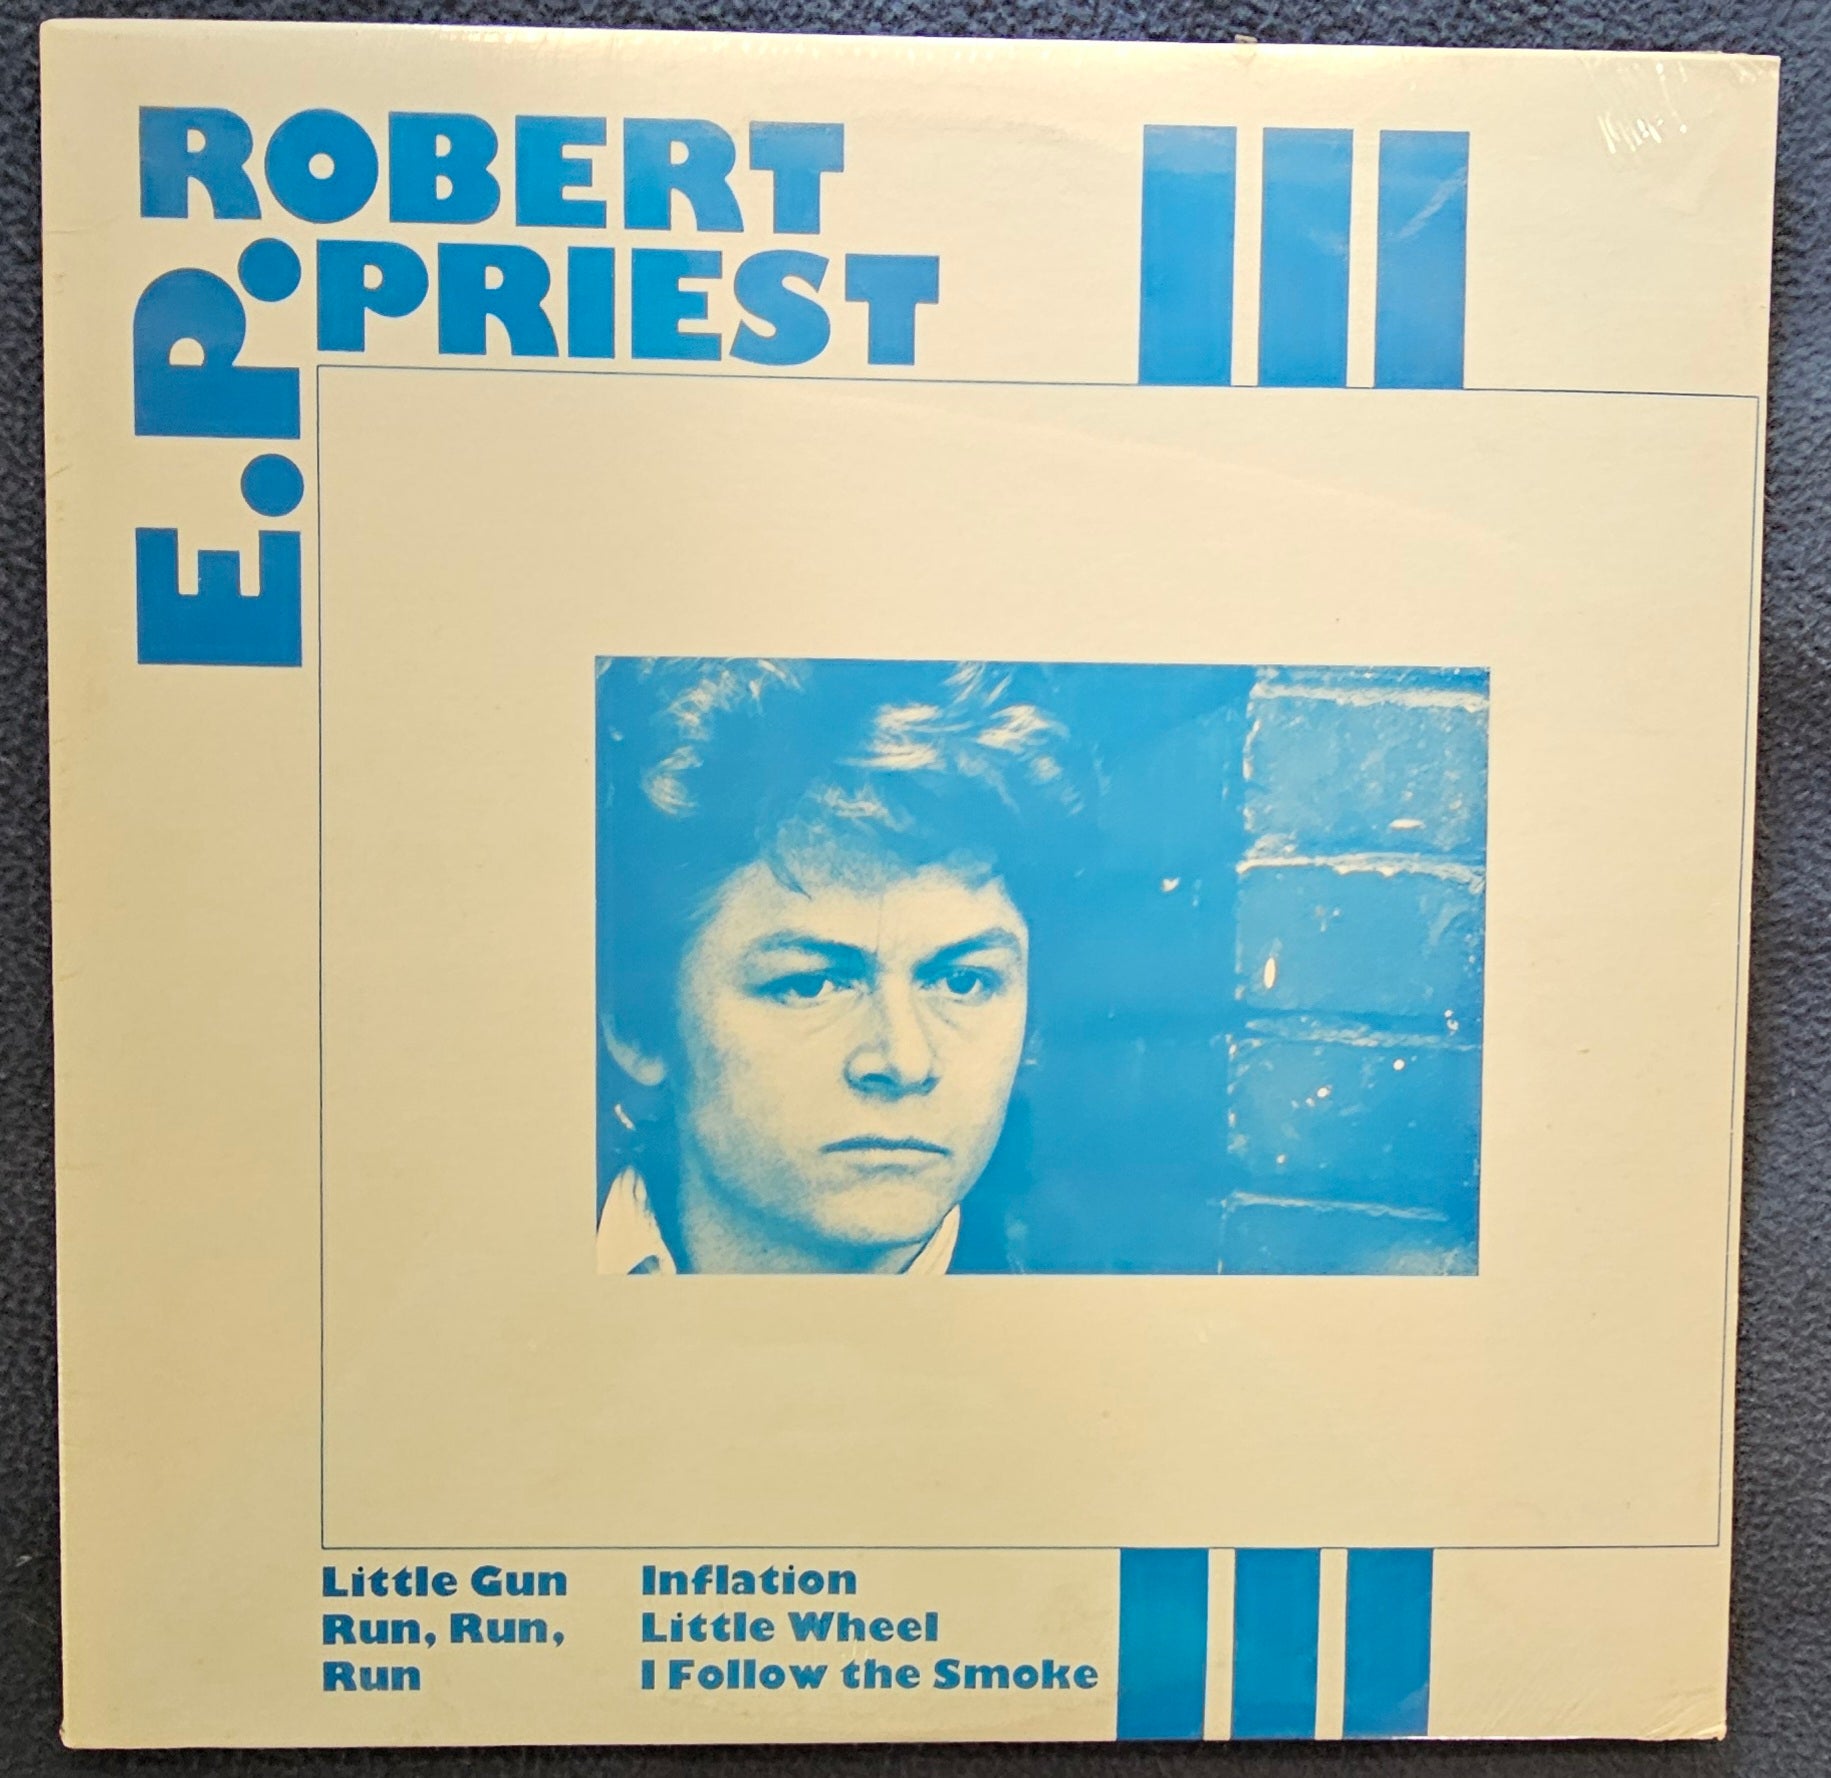 ROBERT
PRIEST
E.P.
Little Gun
Run, Run,
Run
Inflation
Little Wheel
I Follow the Smoke